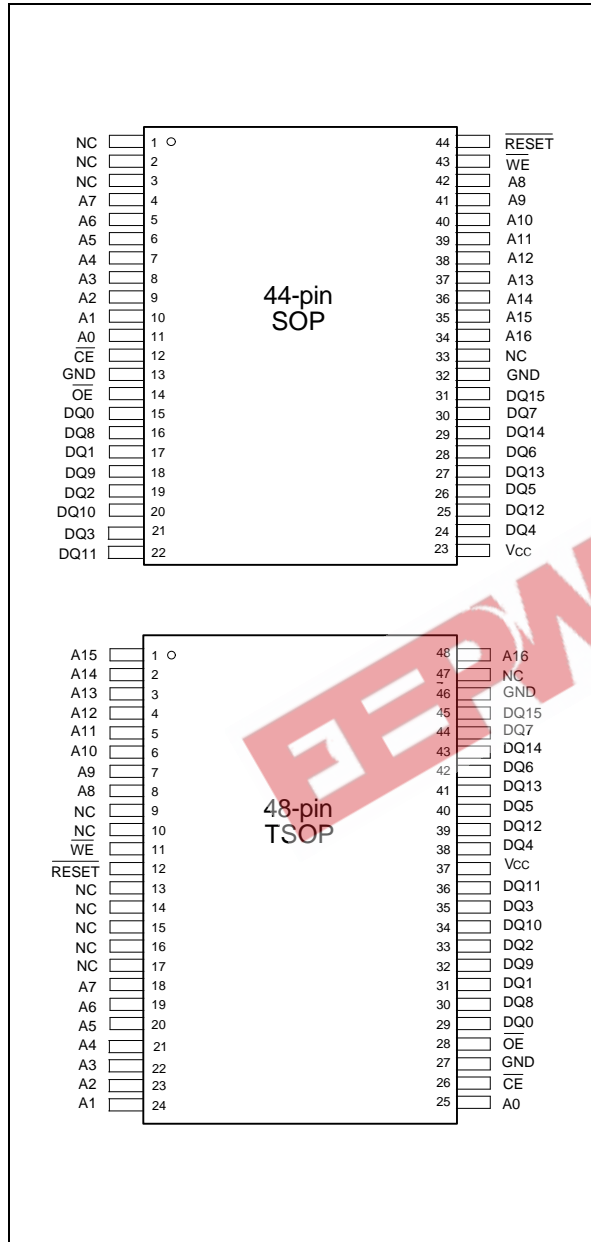 NC 1 44 RESET
NC 2 43 WE
NC 3 42 A8
A7 4 41 A9
A6 5 40 A10
A5 6 39 A11
A4 7 38 A12
A3 8 37 A13
A2 9 36 A14
A1 10 35 A15
A0 11 34 A16
CE 12 33 NC
GND 13 32 GND
OE 14 31 DQ15
DQ0 15 30 DQ7
DQ8 16 29 DQ14
DQ1 17 28 DQ6
DQ9 18 27 DQ13
DQ2 19 26 DQ5
DQ10 20 25 DQ12
DQ3 21 24 DQ4
DQ11 22 23 VCC
44-pin
SOP
A15 1 48 A16
A14 2 47 NC
A13 3 46 GND
A12 4 45 DQ15
A11 5 44 DQ7
A10 6 43 DQ14
A9 7 42 DQ6
A8 8 41 DQ13
NC 9 40 DQ5
NC 10 39 DQ12
WE 11 38 DQ4
RESET 12 37 VCC
NC 13 36 DQ11
NC 14 35 DQ3
NC 15 34 DQ10
NC 16 33 DQ2
NC 17 32 DQ9
A7 18 31 DQ1
A6 19 30 DQ8
A5 20 29 DQ0
A4 21 28 OE
A3 22 27 GND
A2 23 26 CE
A1 24 25 A0
48-pin
TSOP
EEPW